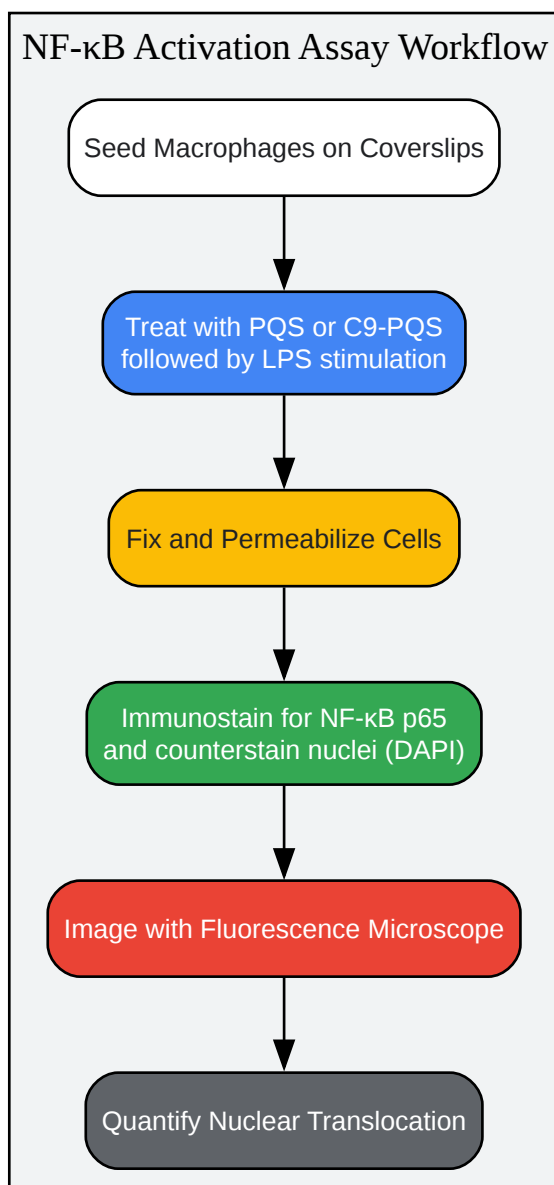 NF-κB Activation Assay Workflow
Seed Macrophages on Coverslips
Treat with PQS or C9-PQS
followed by LPS stimulation
Fix and Permeabilize Cells
Immunostain for NF-κB p65
and counterstain nuclei (DAPI)
Image with Fluorescence Microscope
Quantify Nuclear Translocation